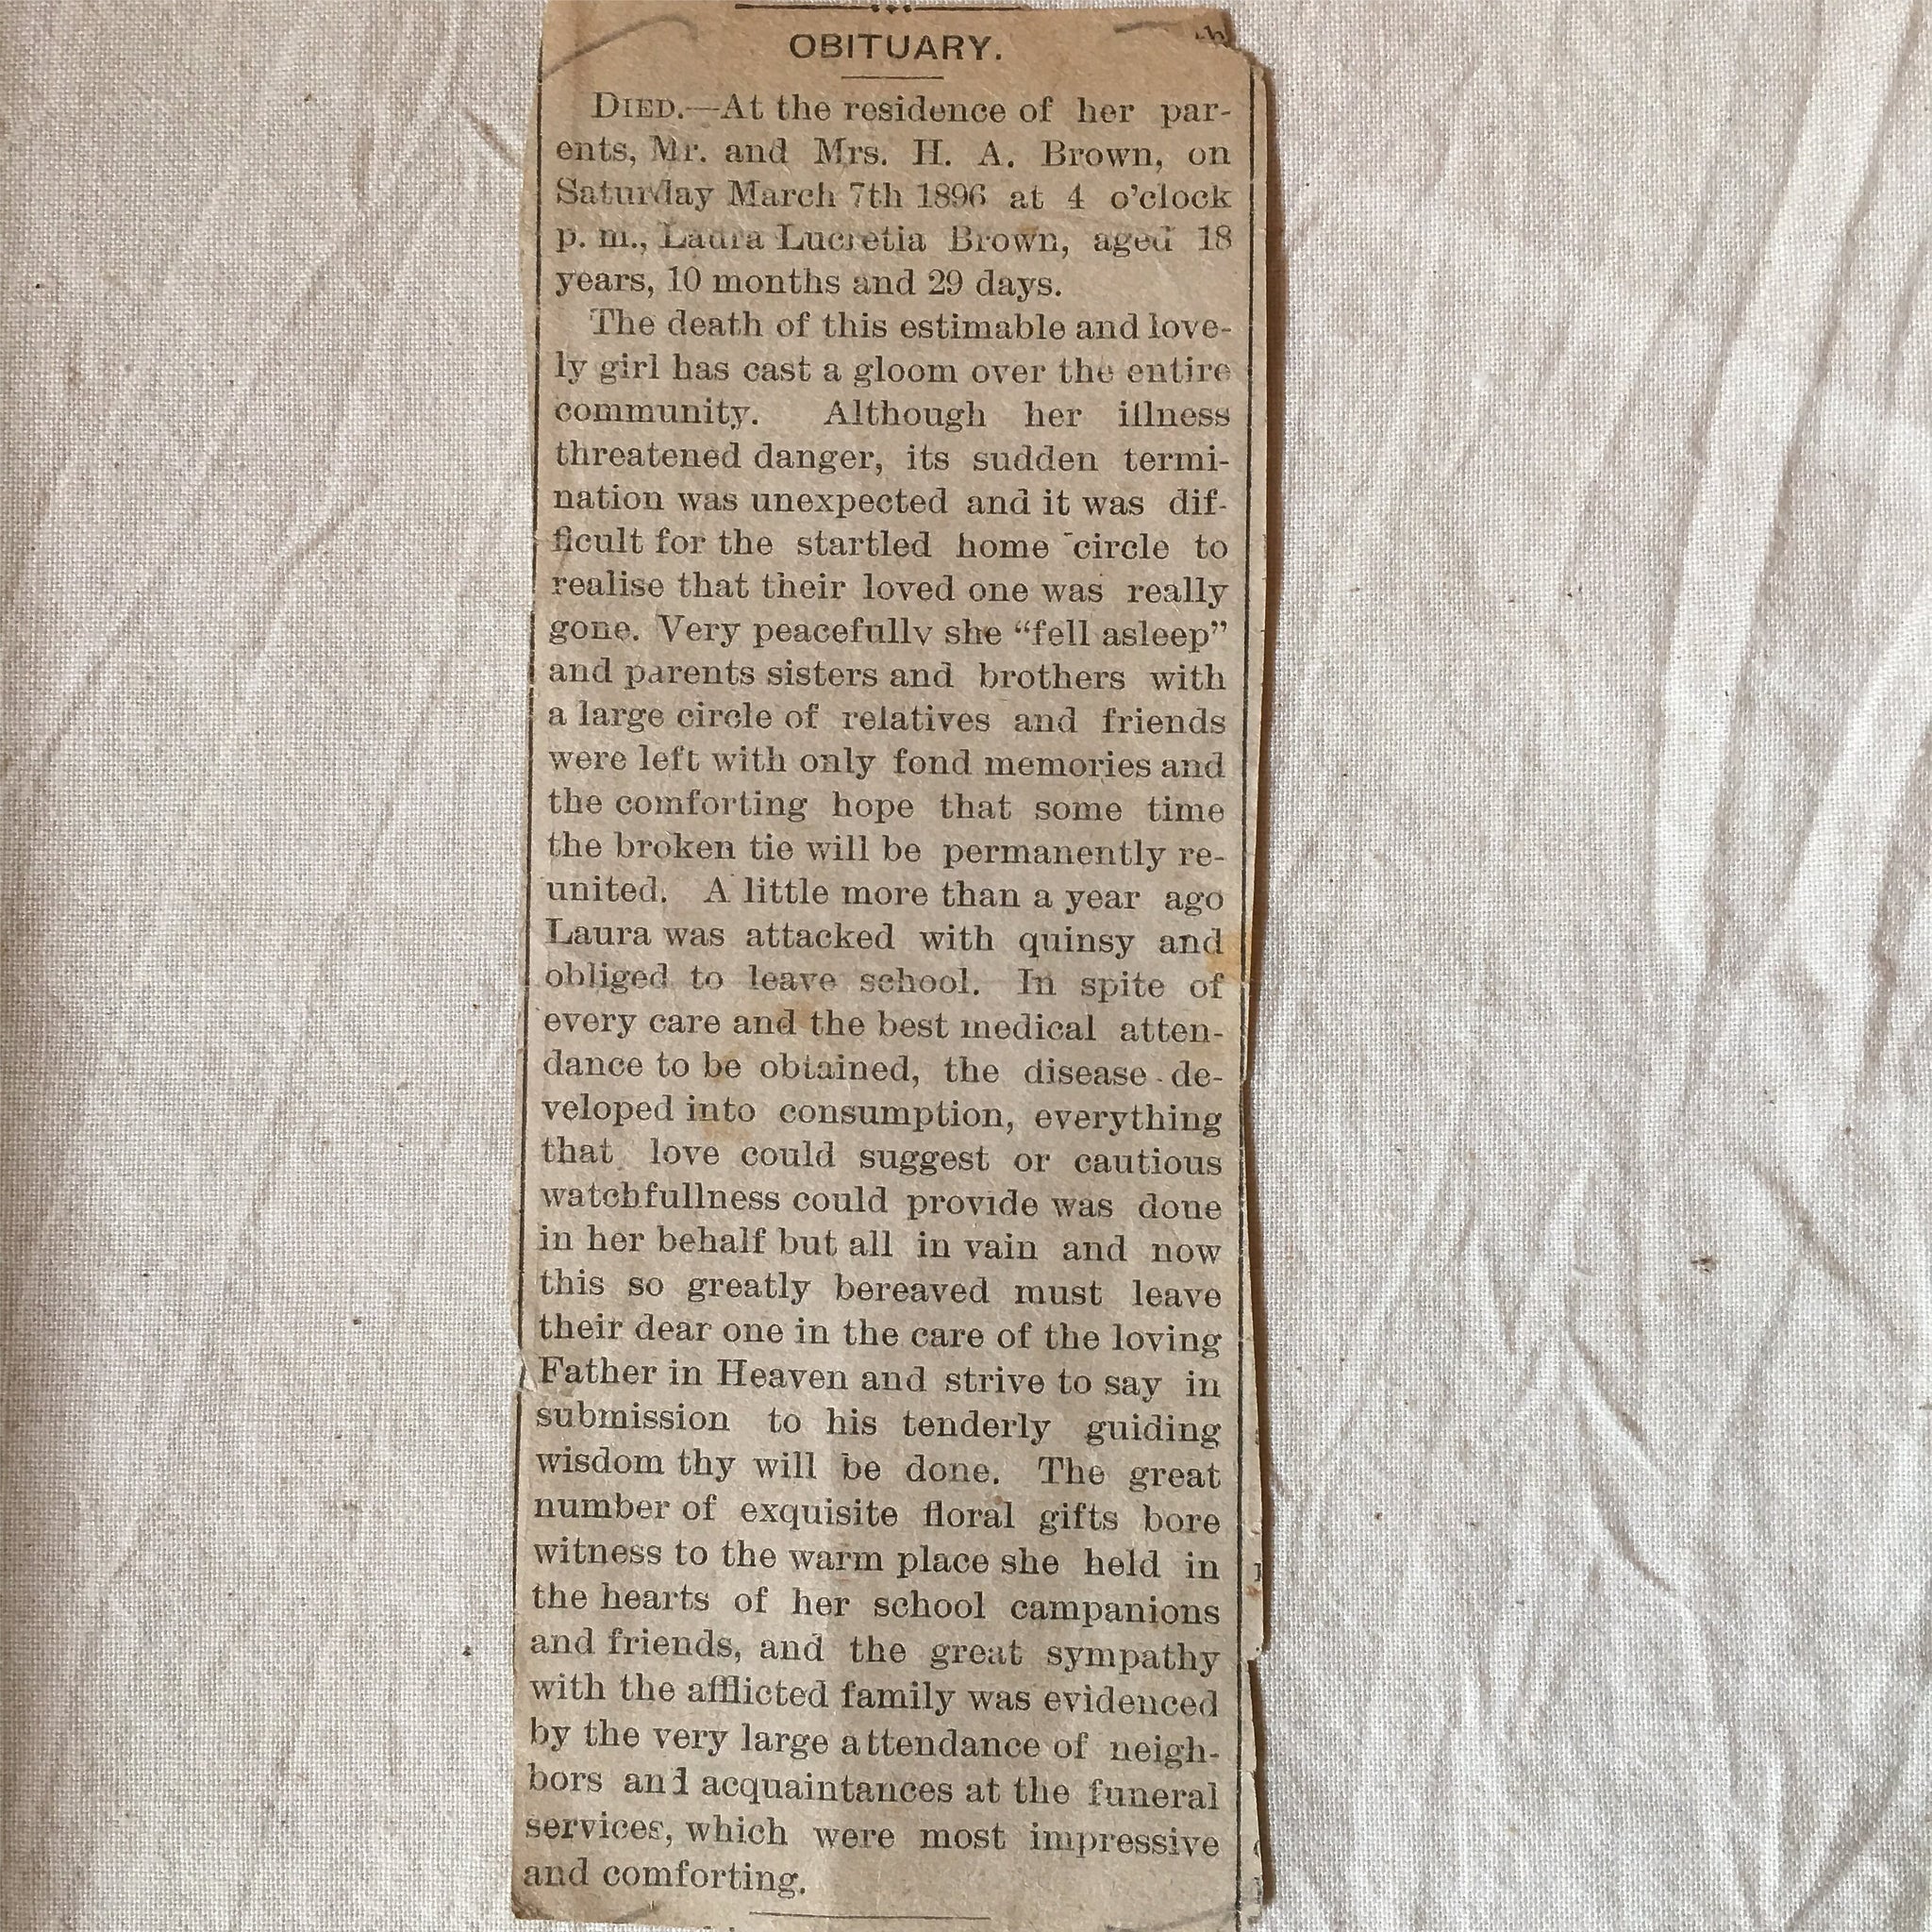 OBITUARY.
DIED.—At the residence of her par-
ents, Mr. and Mrs. H. A. Brown, on
Saturday March 7th 1896 at 4 o'clock
p. m., Laura Lucretia Brown, aged 18
years, 10 months and 29 days.
The death of this estimable and love-
ly girl has cast a gloom over the entire
community. Although her illness
threatened danger, its sudden termi-
nation was unexpected and it was dif-
ficult for the startled home circle to
realise that their loved one was really
gone. Very peacefully she “fell asleep”
and parents sisters and brothers with
a large circle of relatives and friends
were left with only fond memories and
the comforting hope that some time
the broken tie will be permanently re-
united. A little more than a year ago
Laura was attacked with quinsy and
obliged to leave school. In spite of
every care and the best medical atten-
dance to be obtained, the disease de-
veloped into consumption, everything
that love could suggest or cautious
watchfullness could provide was done
in her behalf but all in vain and now
this so greatly bereaved must leave
their dear one in the care of the loving
Father in Heaven and strive to say in
submission to his tenderly guiding
wisdom thy will be done. The great
number of exquisite floral gifts bore
witness to the warm place she held in
the hearts of her school campanions
and friends, and the great sympathy
with the afflicted family was evidenced
by the very large attendance of neigh-
bors and acquaintances at the funeral
services, which were most impressive
and comforting.